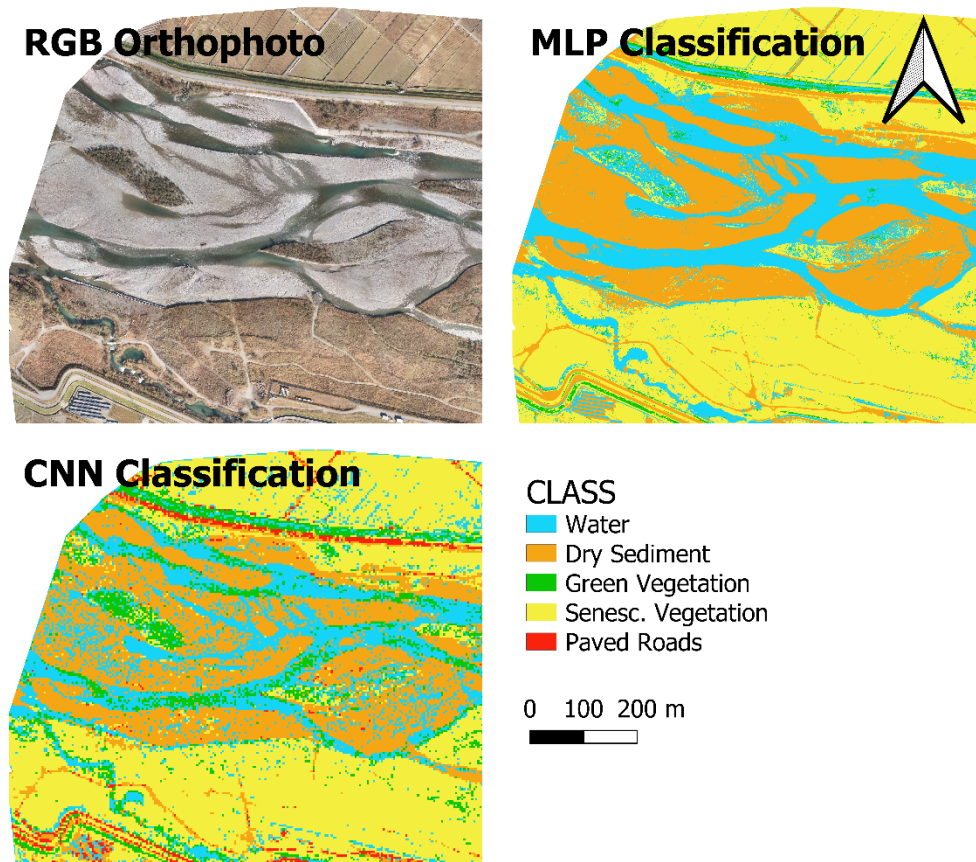 RGB Orthophoto
MLP Classification
CNN Classification
CLASS
Water
Dry Sediment
Green Vegetation
Senesc. Vegetation
Paved Roads
0 100 200 m